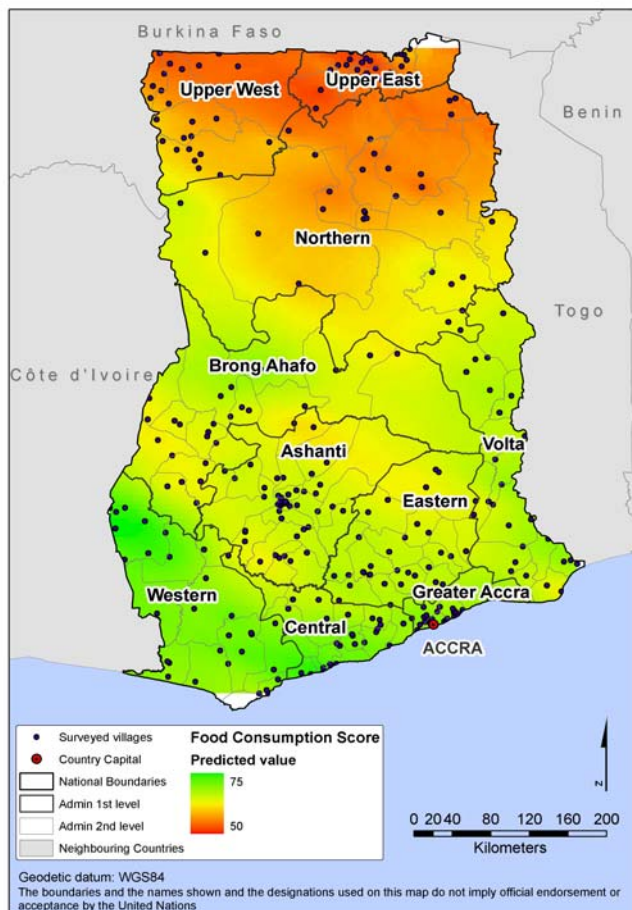 Burkina Faso
Upper West
Upper East
Benin
Northern
Togo
Côte d'Ivoire
Brong Ahafo
Ashanti
Volta
Eastern
Western
Greater Accra
Central
ACCRA
Surveyed villages
Country Capital
National Boundaries
Admin 1st level
Admin 2nd level
Neighbouring Countries
Food Consumption Score
Predicted value
75
50
N
0 20 40 80 120 160 200
Kilometers
Geodetic datum: WGS84
The boundaries and the names shown and the designations used on this map do not imply official endorsement or
acceptance by the United Nations